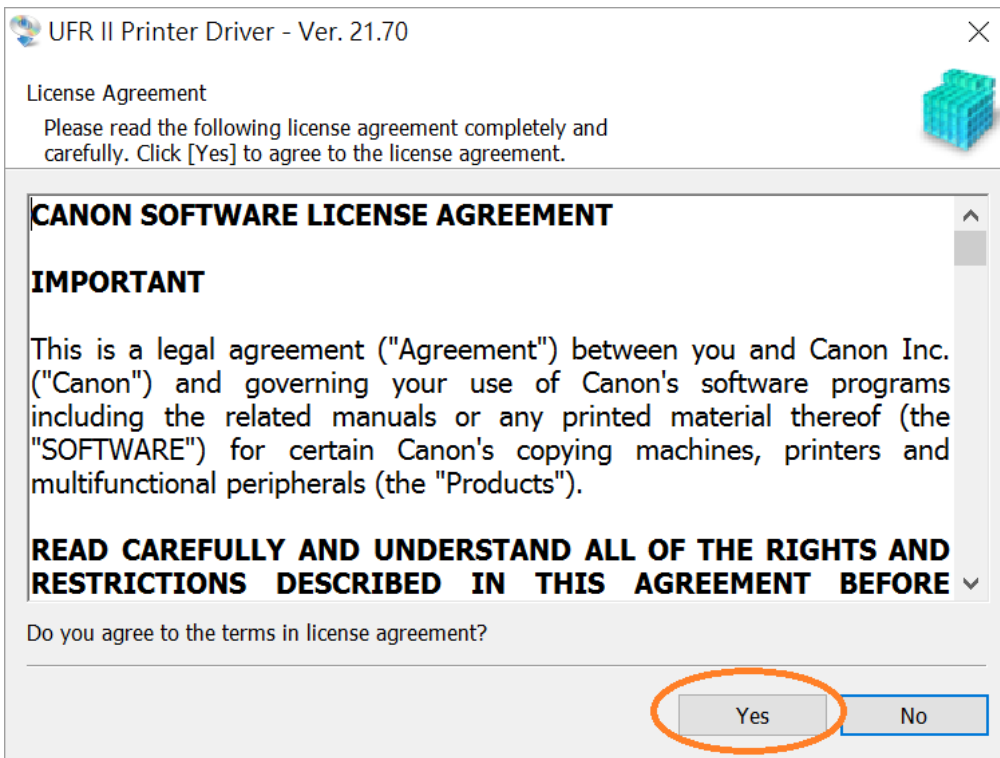 UFR II Printer Driver - Ver. 21.70
License Agreement
Please read the following license agreement completely and
carefully. Click [Yes] to agree to the license agreement.
CANON SOFTWARE LICENSE AGREEMENT
IMPORTANT
This is a legal agreement ("Agreement") between you and Canon Inc.
("Canon") and governing your use of Canon's software programs
including the related manuals or any printed material thereof (the
"SOFTWARE") for certain Canon's copying machines, printers and
multifunctional peripherals (the "Products").
READ CAREFULLY AND UNDERSTAND ALL OF THE RIGHTS AND
RESTRICTIONS DESCRIBED IN THIS AGREEMENT BEFORE
Do you agree to the terms in license agreement?
Yes No